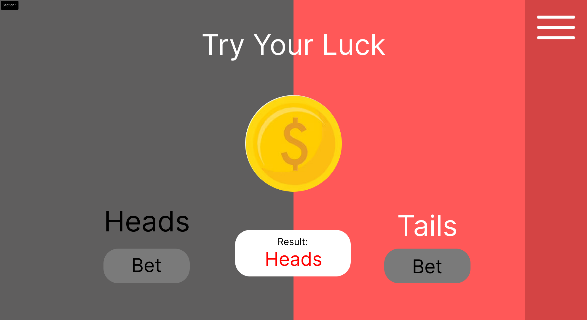 Try Your Luck
$
Heads
Tails
Result:
Heads
Bet
Bet